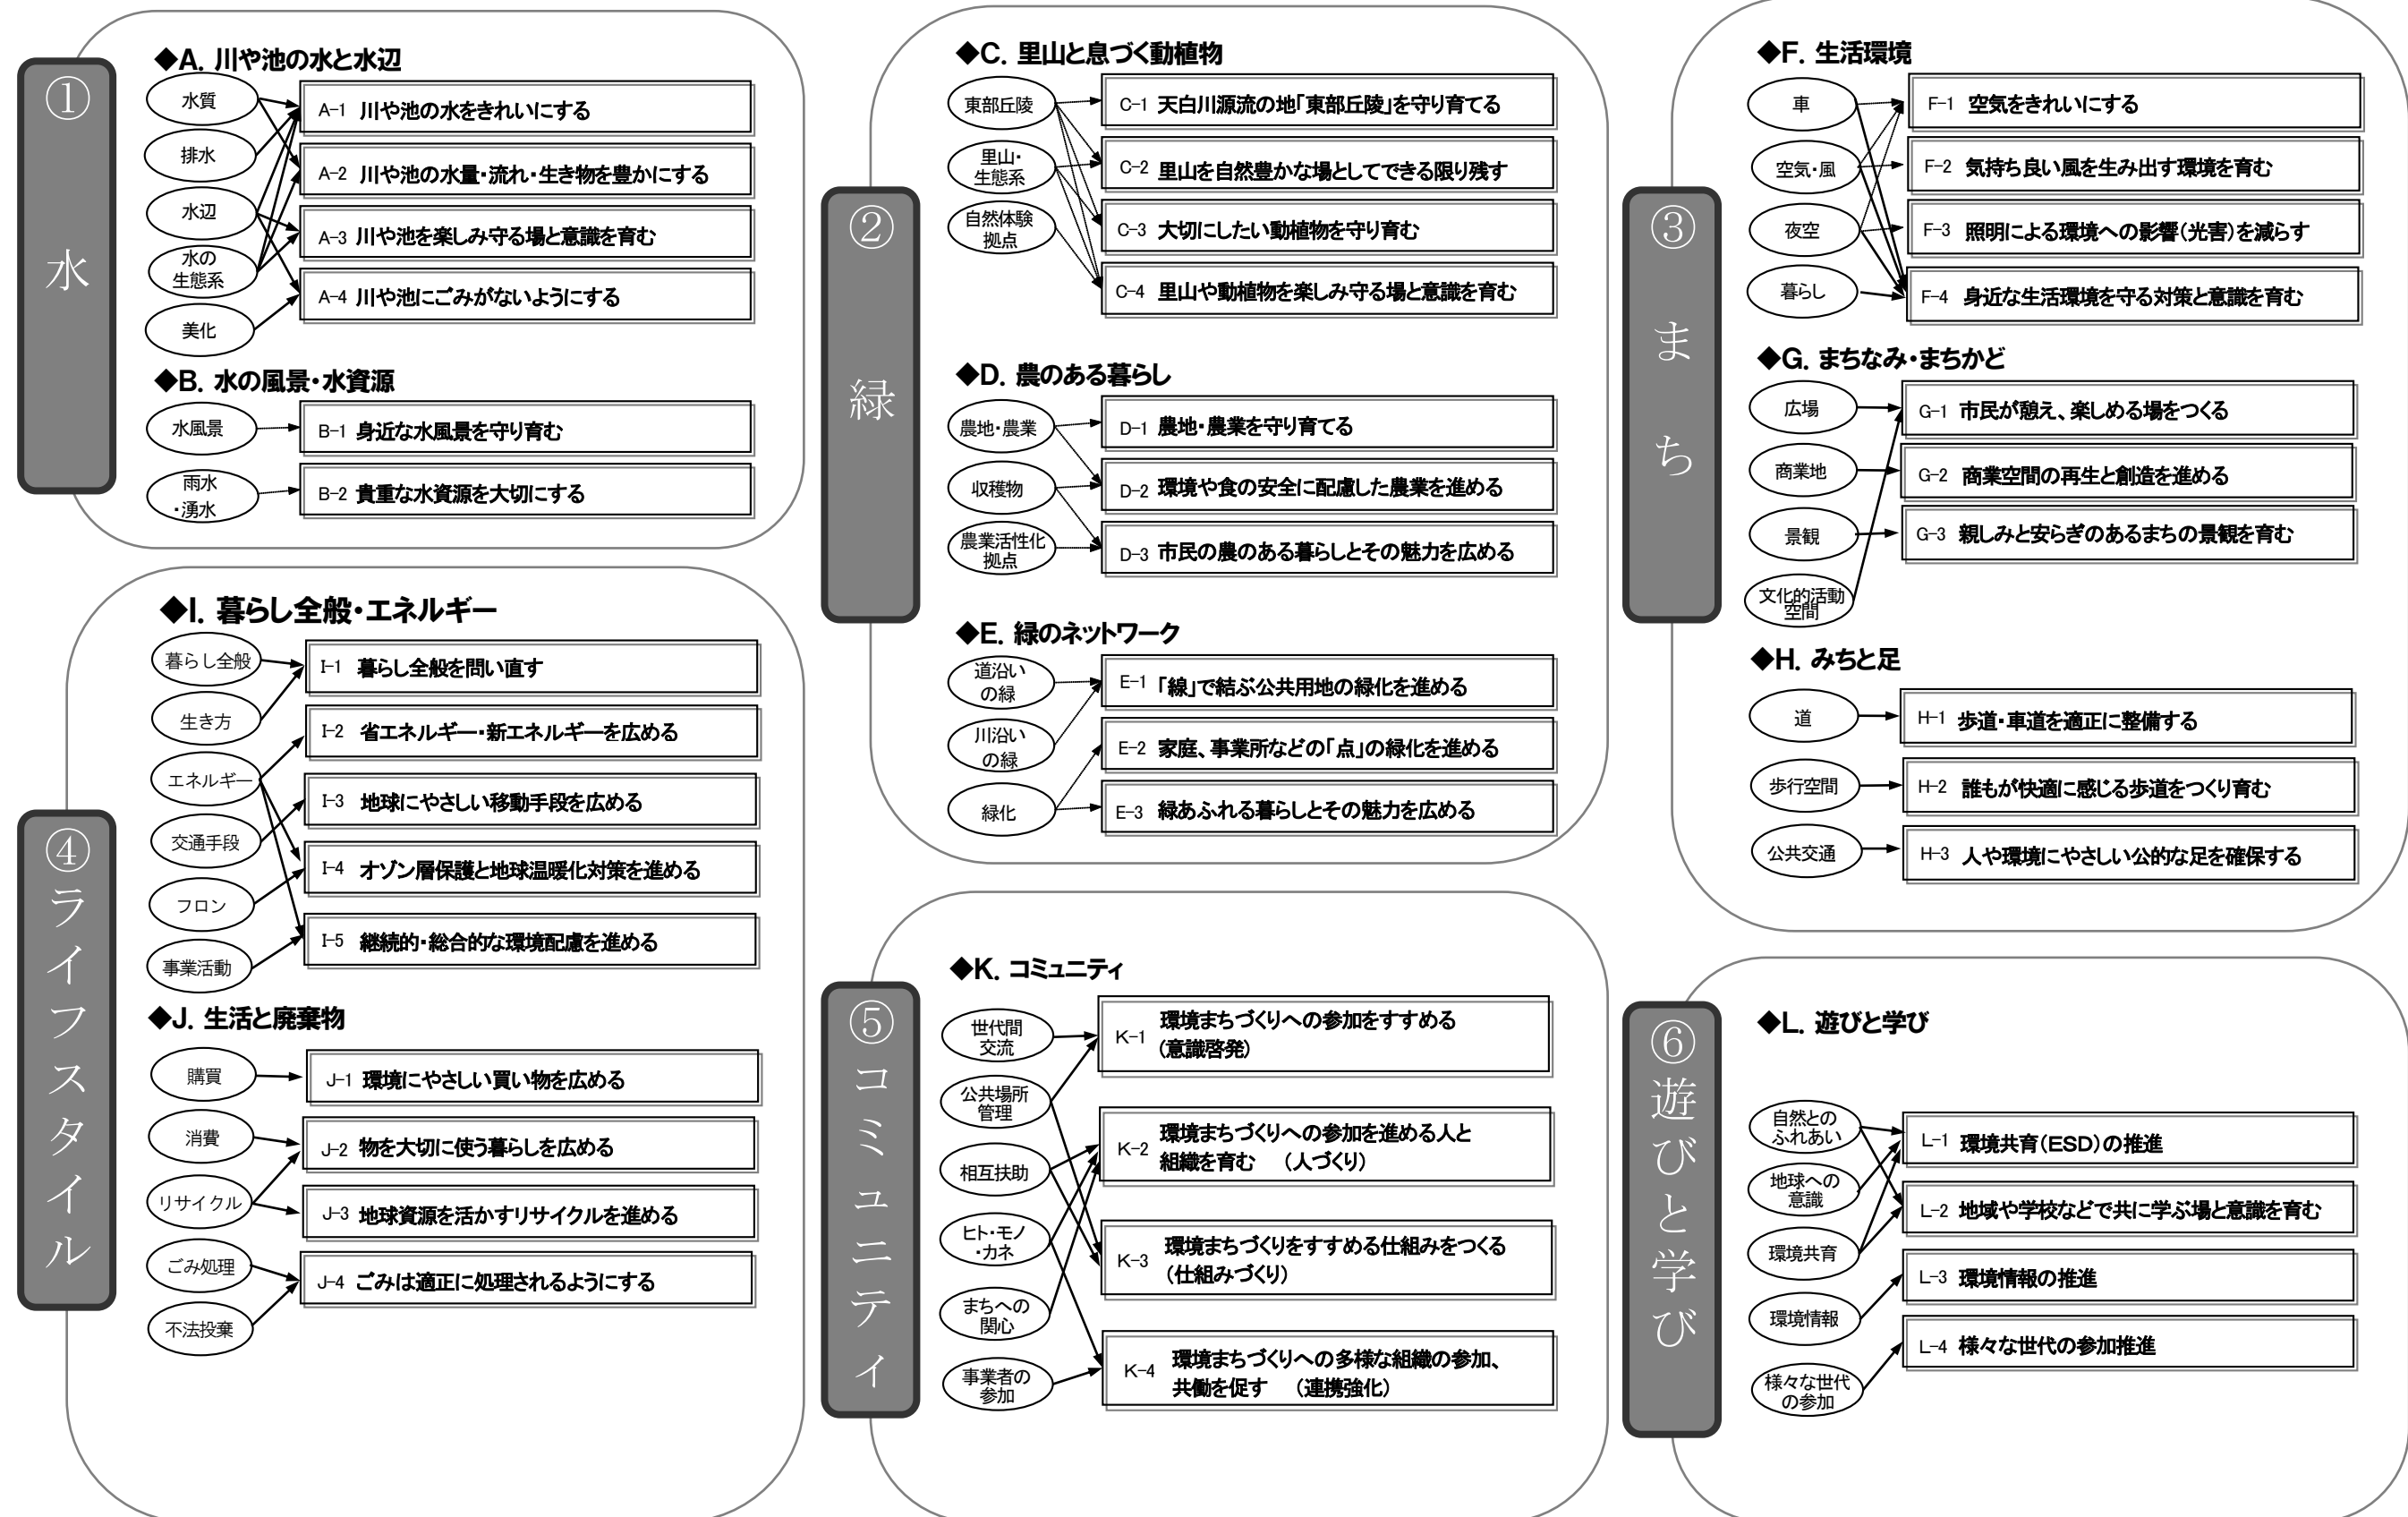 ①
水
◆A. 川や池の水と水辺
水質
排水
水辺
水の
生態系
美化
A-1 川や池の水をきれいにする
A-2 川や池の水量・流れ・生き物を豊かにする
A-3 川や池を楽しみ守る場と意識を育む
A-4 川や池にごみがないようにする
◆B. 水の風景・水資源
水風景
雨水
・湧水
B-1 身近な水風景を守り育む
B-2 貴重な水資源を大切にする
②
緑
◆C. 里山と息づく動植物
東部丘陵
里山・
生態系
自然体験
拠点
C-1 天白川源流の地「東部丘陵」を守り育てる
C-2 里山を自然豊かな場としてできる限り残す
C-3 大切にしたい動植物を守り育む
C-4 里山や動植物を楽しみ守る場と意識を育む
◆D. 農のある暮らし
農地・農業
収穫物
農業活性化
拠点
D-1 農地・農業を守り育てる
D-2 環境や食の安全に配慮した農業を進める
D-3 市民の農のある暮らしとその魅力を広める
◆E. 緑のネットワーク
道沿い
の緑
川沿い
の緑
緑化
E-1 「線」で結ぶ公共用地の緑化を進める
E-2 家庭、事業所などの「点」の緑化を進める
E-3 緑あふれる暮らしとその魅力を広める
③
まち
◆F. 生活環境
車
空気・風
夜空
暮らし
F-1 空気をきれいにする
F-2 気持ち良い風を生み出す環境を育む
F-3 照明による環境への影響(光害)を減らす
F-4 身近な生活環境を守る対策と意識を育む
◆G. まちなみ・まちかど
広場
商業地
景観
文化的活動
空間
G-1 市民が憩え、楽しめる場をつくる
G-2 商業空間の再生と創造を進める
G-3 親しみと安らぎのあるまちの景観を育む
◆H. みちと足
道
歩行空間
公共交通
H-1 歩道・車道を適正に整備する
H-2 誰もが快適に感じる歩道をつくり育む
H-3 人や環境にやさしい公的な足を確保する
④
ライフスタイル
◆I. 暮らし全般・エネルギー
暮らし全般
生き方
エネルギー
交通手段
フロン
事業活動
I-1 暮らし全般を問い直す
I-2 省エネルギー・新エネルギーを広める
I-3 地球にやさしい移動手段を広める
I-4 オゾン層保護と地球温暖化対策を進める
I-5 継続的・総合的な環境配慮を進める
◆J. 生活と廃棄物
購買
消費
リサイクル
ごみ処理
不法投棄
J-1 環境にやさしい買い物を広める
J-2 物を大切に使う暮らしを広める
J-3 地球資源を活かすリサイクルを進める
J-4 ごみは適正に処理されるようにする
⑤
コミュニティ
◆K. コミュニティ
世代間
交流
公共場所
管理
相互扶助
ヒト・モノ
・カネ
まちへの
関心
事業者の
参加
K-1 環境まちづくりへの参加をすすめる
(意識啓発)
K-2 環境まちづくりへの参加を進める人と
組織を育む (人づくり)
K-3 環境まちづくりをすすめる仕組みをつくる
(仕組みづくり)
K-4 環境まちづくりへの多様な組織の参加、
共働を促す (連携強化)
⑥
遊びと学び
◆L. 遊びと学び
自然との
ふれあい
地球への
意識
環境共育
環境情報
様々な世代
の参加
L-1 環境共育(ESD)の推進
L-2 地域や学校などで共に学ぶ場と意識を育む
L-3 環境情報の推進
L-4 様々な世代の参加推進